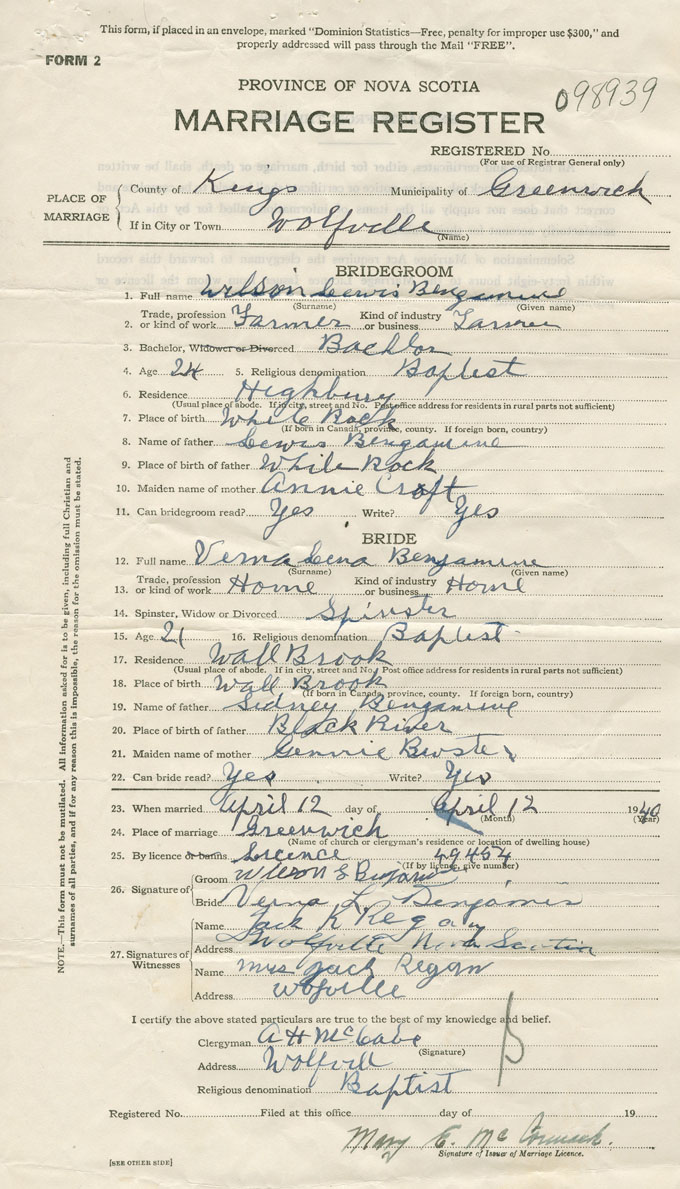 This form, if placed in an envelope, marked "Dominion Statistics—Free, penalty for improper use $300," and
properly addressed will pass through the Mail "FREE".
FORM 2
098939
PROVINCE OF NOVA SCOTIA
MARRIAGE REGISTER
REGISTERED No.
(For use of Registrar General only)
PLACE OF MARRIAGE
County of Kings Municipality of Greenwich
If in City or Town Wolfville
(Name)
BRIDEGROOM
1. Full name Wilson Lewis Bengamine
(Surname) (Given name)
2. Trade, profession or kind of work Farmer Kind of industry or business Farmer
3. Bachelor, Widower or Divorced Bachlor
4. Age 24 5. Religious denomination Baptist
6. Residence Highbury
(Usual place of abode. If in city, street and No. Post office address for residents in rural parts not sufficient)
7. Place of birth White Rock
(If born in Canada, province, county. If foreign born, country)
8. Name of father Lewis Bengamine
9. Place of birth of father White Rock
10. Maiden name of mother Annie Croft
11. Can bridegroom read? Yes Write? Yes
BRIDE
12. Full name Verna Lena Benjamine
(Surname) (Given name)
13. Trade, profession or kind of work Home Kind of industry or business Home
14. Spinster, Widow or Divorced Spinster
15. Age 21 16. Religious denomination Baptist
17. Residence Wall Brook
(Usual place of abode. If in city, street and No. Post office address for residents in rural parts not sufficient)
18. Place of birth Wall Brook
(If born in Canada, province, county. If foreign born, country)
19. Name of father Sidney Bengamine
20. Place of birth of father Black River
21. Maiden name of mother Gennie
22. Can bride read? Yes Write? Yes
23. When married April 12 day of April 12 1940
(Month) (Year)
24. Place of marriage Greenwich
(Name of church or clergyman's residence or location of dwelling house)
25. By licence or banns Licence 49454
(If by license, give number)
26. Signature of
Groom Wilson
Bride Verna L. Benjamin
27. Signatures of Witnesses
Name Jack R Regan
Address Wolfville Nova Scotia
Name Mrs Jack Regan
Address Wofville
I certify the above stated particulars are true to the best of my knowledge and belief.
Clergyman A H McCabe
(Signature)
Address Wolfvill
Religious denomination Baptist
Registered No. Filed at this office day of 19
Mary E. McCormack.
Signature of Issuer of Marriage Licence.
[SEE OTHER SIDE]
NOTE.—This form must not be mutilated. All information asked for is to be given, including full Christian and
surnames of all parties, and if for any reason this is impossible, the reason for the omission must be stated.